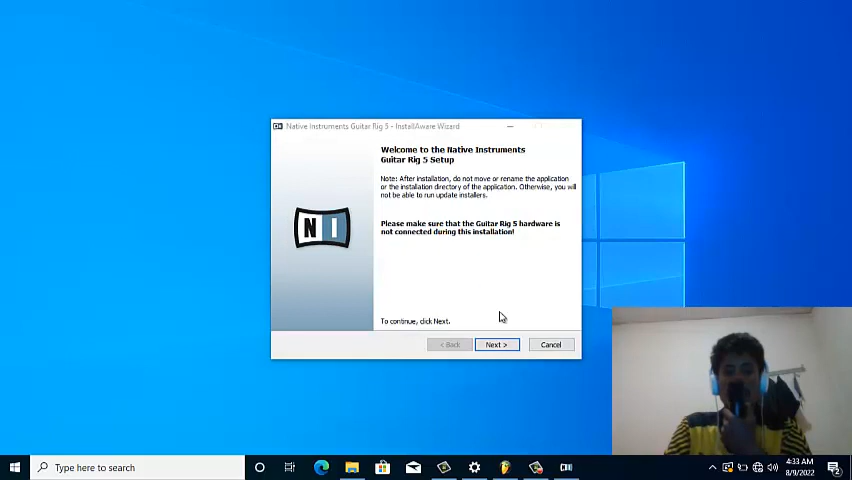 Native Instruments Guitar Rig 5 - InstallAware Wizard
Welcome to the Native Instruments
Guitar Rig 5 Setup
Note: After installation, do not move or rename the application
or the installation directory of the application. Otherwise, you will
not be able to run update installers.
Please make sure that the Guitar Rig 5 hardware is
not connected during this installation!
N I
To continue, click Next.
< Back
Next >
Cancel
Type here to search
4:33 AM
8/9/2022
2